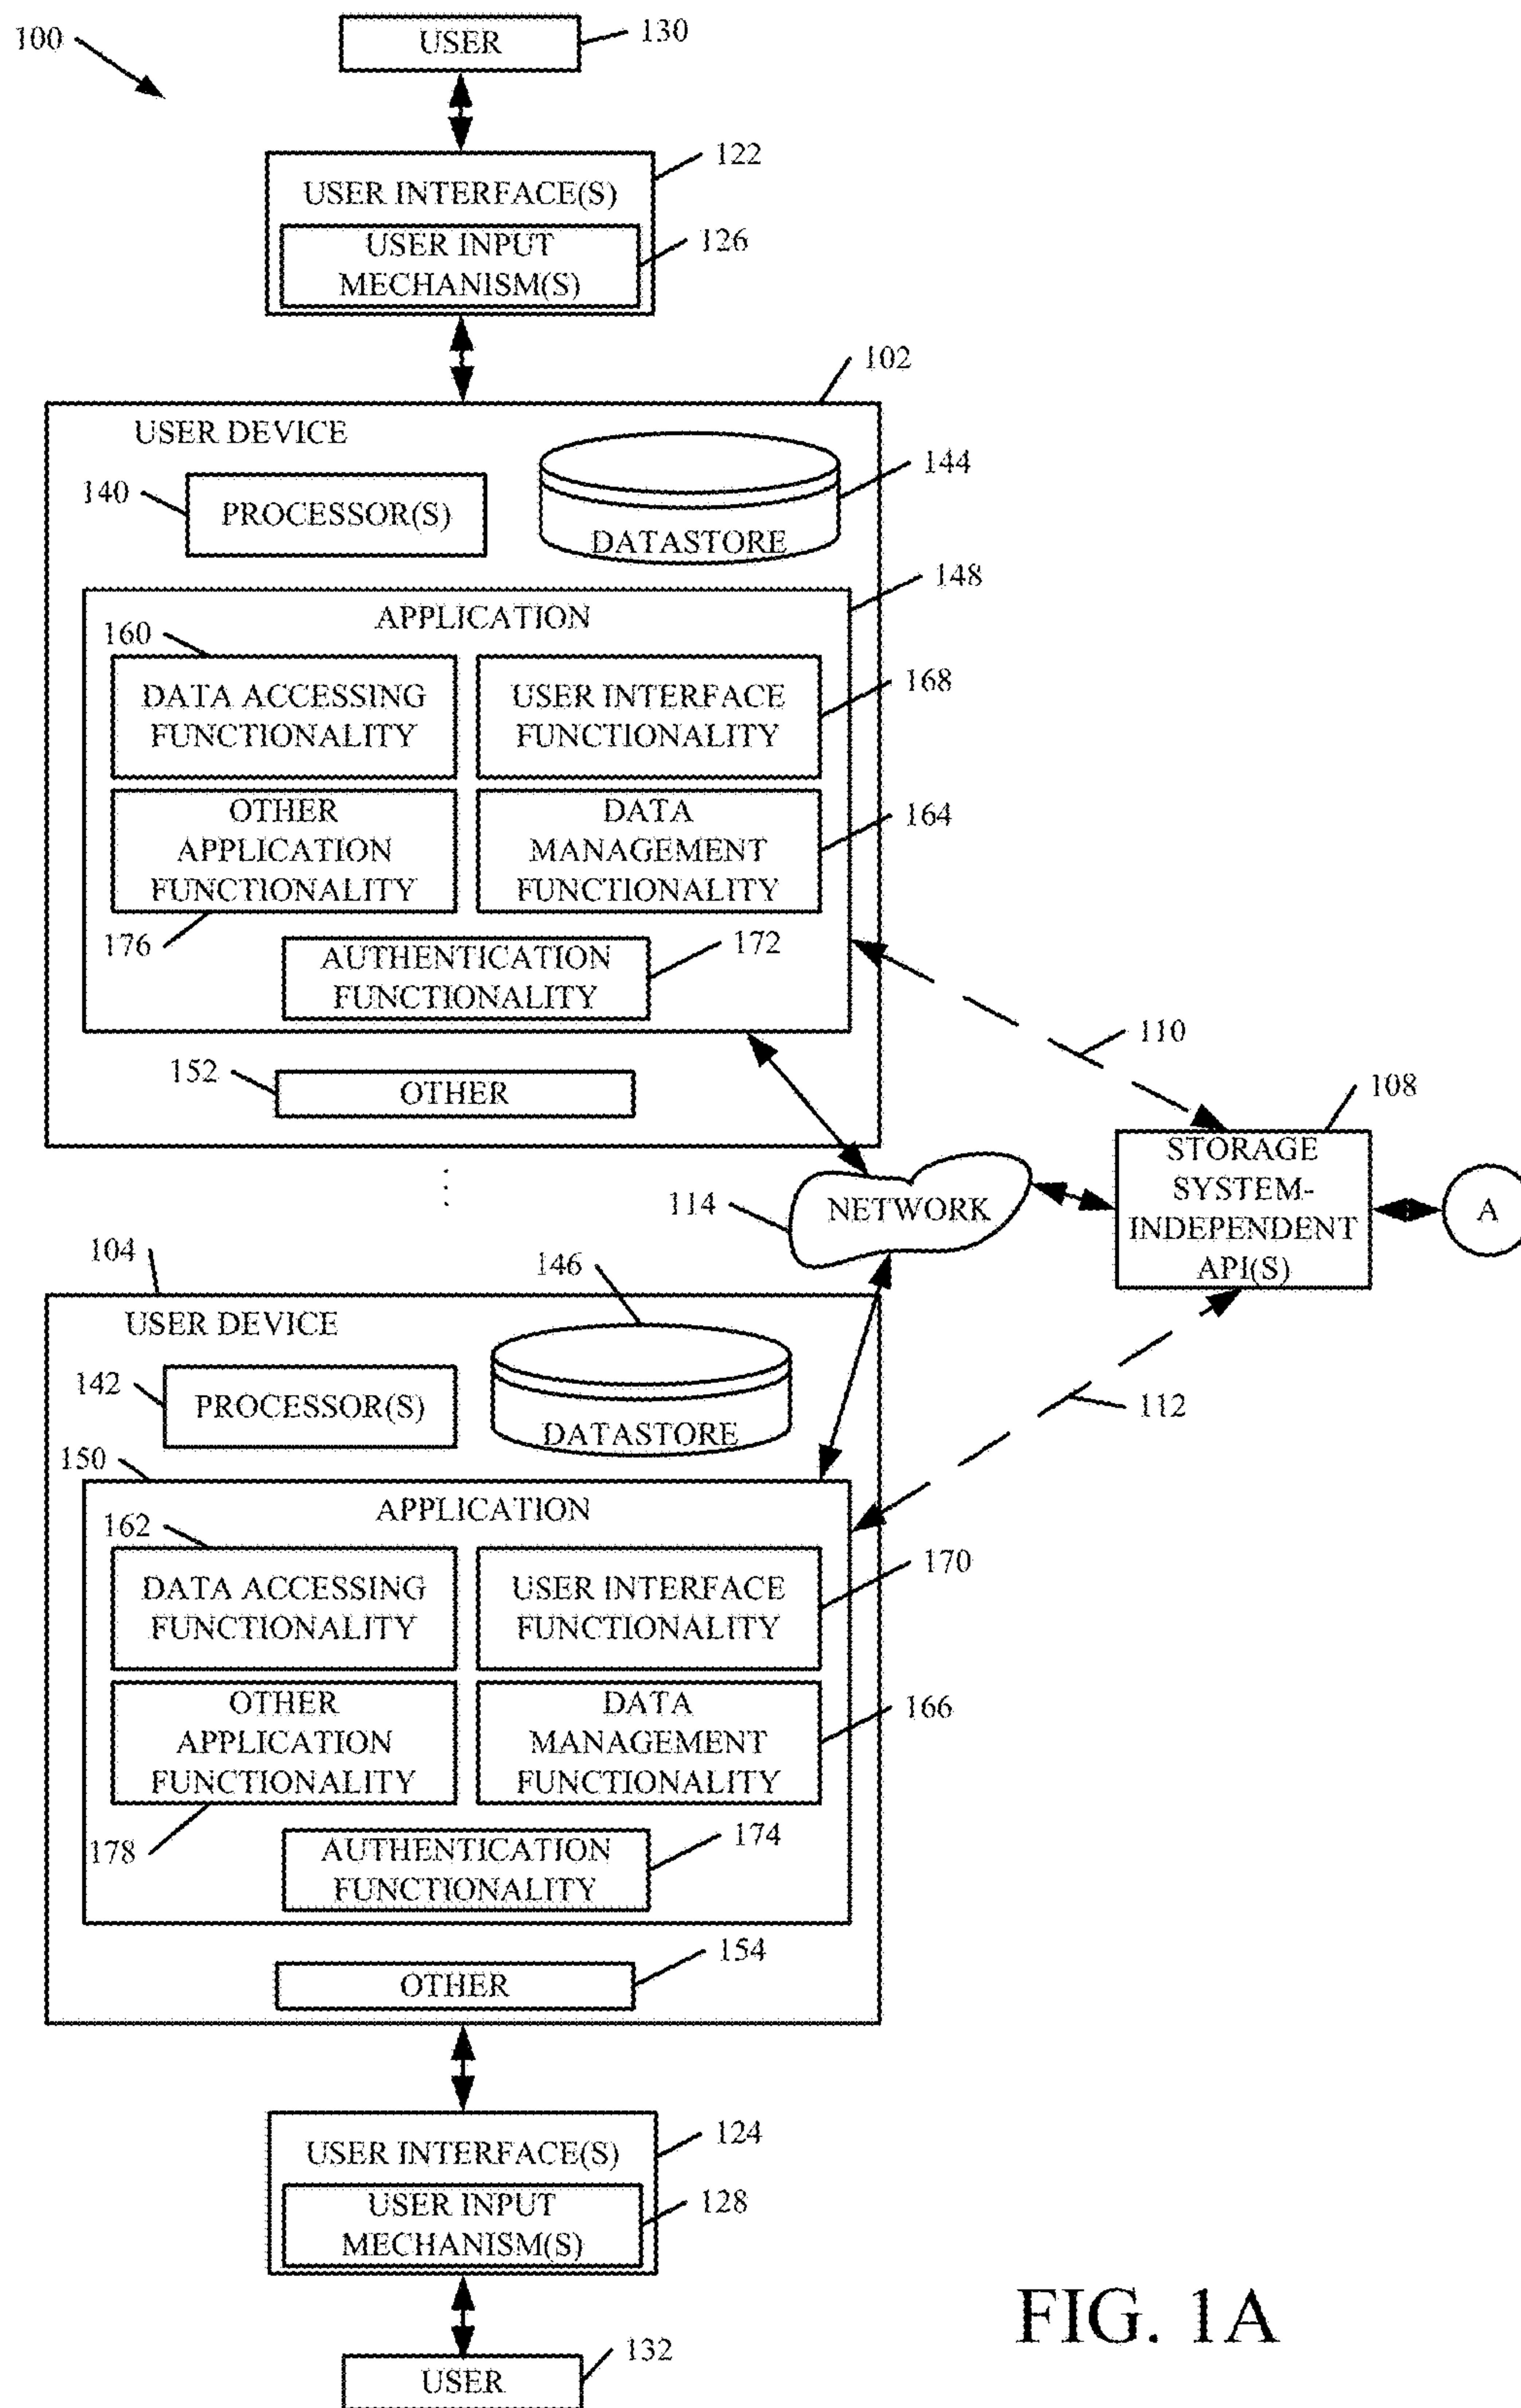 100
USER
130
122
USER INTERFACE(S)
126
USER INPUT
MECHANISM(S)
102
USER DEVICE
144
140
PROCESSOR(S)
DATASTORE
148
APPLICATION
160
DATA ACCESSING
FUNCTIONALITY
USER INTERFACE
FUNCTIONALITY
168
OTHER
APPLICATION
FUNCTIONALITY
DATA
MANAGEMENT
FUNCTIONALITY
164
176
172
AUTHENTICATION
FUNCTIONALITY
110
152
OTHER
108
STORAGE
SYSTEM-
INDEPENDENT
API(S)
A
114
NETWORK
104
146
USER DEVICE
142
PROCESSOR(S)
DATASTORE
112
150
APPLICATION
162
DATA ACCESSING
FUNCTIONALITY
USER INTERFACE
FUNCTIONALITY
170
OTHER
APPLICATION
FUNCTIONALITY
DATA
MANAGEMENT
FUNCTIONALITY
166
178
174
AUTHENTICATION
FUNCTIONALITY
154
OTHER
124
USER INTERFACE(S)
128
USER INPUT
MECHANISM(S)
FIG. 1A
132
USER